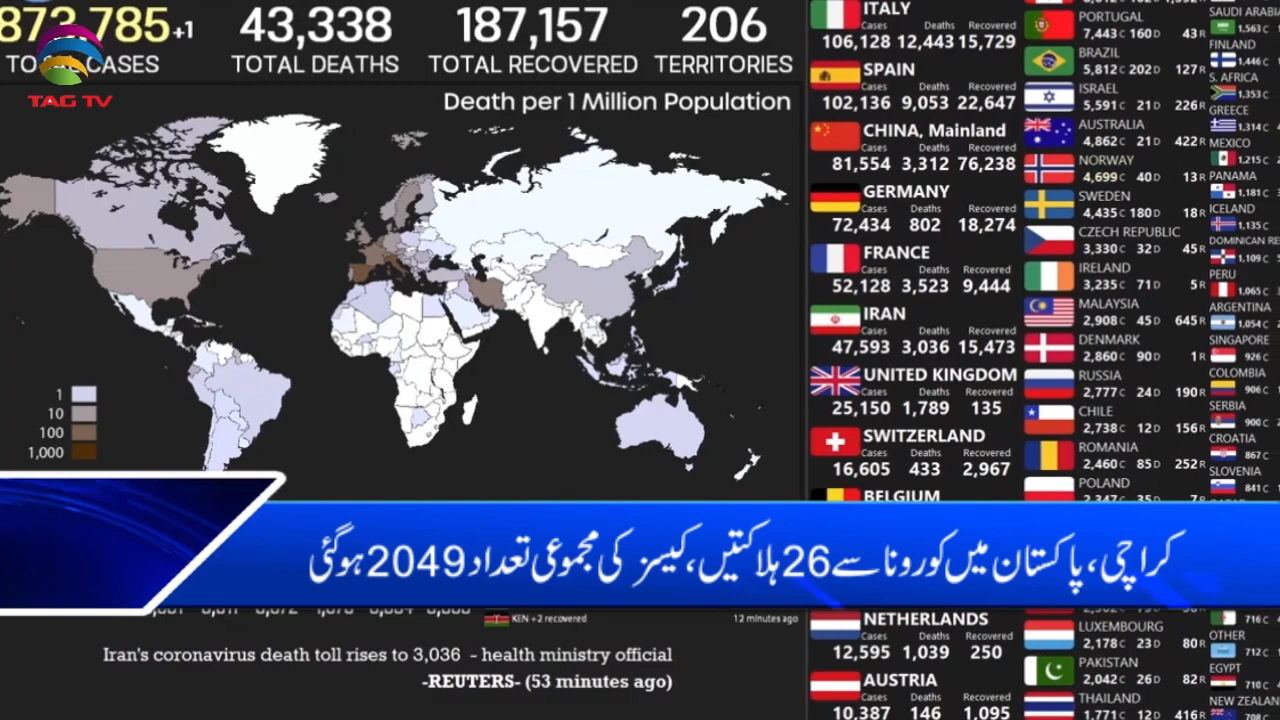 873,785 +1
TOTAL CASES
43,338
TOTAL DEATHS
187,157
TOTAL RECOVERED
206
TERRITORIES
TAG TV
Death per 1 Million Population
1
10
100
1,000
ITALY
Cases Deaths Recovered
106,128 12,443 15,729
SPAIN
Cases Deaths Recovered
102,136 9,053 22,647
CHINA, Mainland
Cases Deaths Recovered
81,554 3,312 76,238
GERMANY
Cases Deaths Recovered
72,434 802 18,274
FRANCE
Cases Deaths Recovered
52,128 3,523 9,444
IRAN
Cases Deaths Recovered
47,593 3,036 15,473
UNITED KINGDOM
Cases Deaths Recovered
25,150 1,789 135
SWITZERLAND
Cases Deaths Recovered
16,605 433 2,967
BELGIUM
PORTUGAL
7,443 C 160 D 43 R
BRAZIL
5,812 C 202 D 127 R
ISRAEL
5,591 C 21 D 226 R
AUSTRALIA
4,862 C 21 D 422 R
NORWAY
4,699 C 40 D 13 R
SWEDEN
4,435 C 180 D 18 R
CZECH REPUBLIC
3,330 C 32 D 45 R
IRELAND
3,235 C 71 D 5 R
MALAYSIA
2,908 C 45 D 645 R
DENMARK
2,860 C 90 D 1 R
RUSSIA
2,777 C 24 D 190 R
CHILE
2,738 C 12 D 156 R
ROMANIA
2,460 C 85 D 252 R
POLAND
2,347 C 35 D 7 R
SAUDI ARABIA
1,563 C
FINLAND
1,446 C
S. AFRICA
1,353 C
GREECE
1,314 C
MEXICO
1,215 C
PANAMA
1,181 C
ICELAND
1,135 C
DOMINICAN RE
1,109 C
PERU
1,065 C
ARGENTINA
1,054 C
SINGAPORE
926 C
COLOMBIA
906 C
SERBIA
900 C
CROATIA
867 C
SLOVENIA
841 C
کراچی، پاکستان میں کورونا سے 26 ہلاکتیں، کیسز کی مجموعی تعداد 2049 ہوگئی
KEN +2 recovered
12 minutes ago
Iran's coronavirus death toll rises to 3,036 - health ministry official
-REUTERS- (53 minutes ago)
NETHERLANDS
Cases Deaths Recovered
12,595 1,039 250
AUSTRIA
Cases Deaths Recovered
10,387 146 1,095
LUXEMBOURG
2,178 C 23 D 80 R
PAKISTAN
2,042 C 26 D 82 R
THAILAND
1,771 C 12 D 416 R
716 C
OTHER
712 C
EGYPT
710 C
NEW ZEALAND
708 C